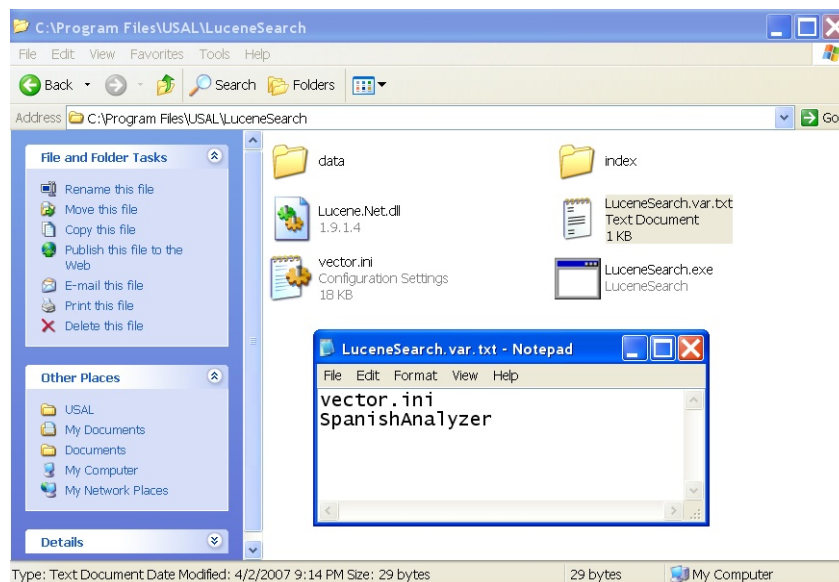 C:\Program Files\USAL\LuceneSearch
File Edit View Favorites Tools Help
Back Search Folders
Address C:\Program Files\USAL\LuceneSearch Go
File and Folder Tasks
Rename this file
Move this file
Copy this file
Publish this file to the
Web
E-mail this file
Print this file
Delete this file
Other Places
USAL
My Documents
Documents
My Computer
My Network Places
Details
data
index
Lucene.Net.dll
1.9.1.4
LuceneSearch.var.txt
Text Document
1 KB
vector.ini
Configuration Settings
18 KB
LuceneSearch.exe
LuceneSearch
LuceneSearch.var.txt - Notepad
File Edit Format View Help
vector.ini
SpanishAnalyzer
Type: Text Document Date Modified: 4/2/2007 9:14 PM Size: 29 bytes 29 bytes My Computer